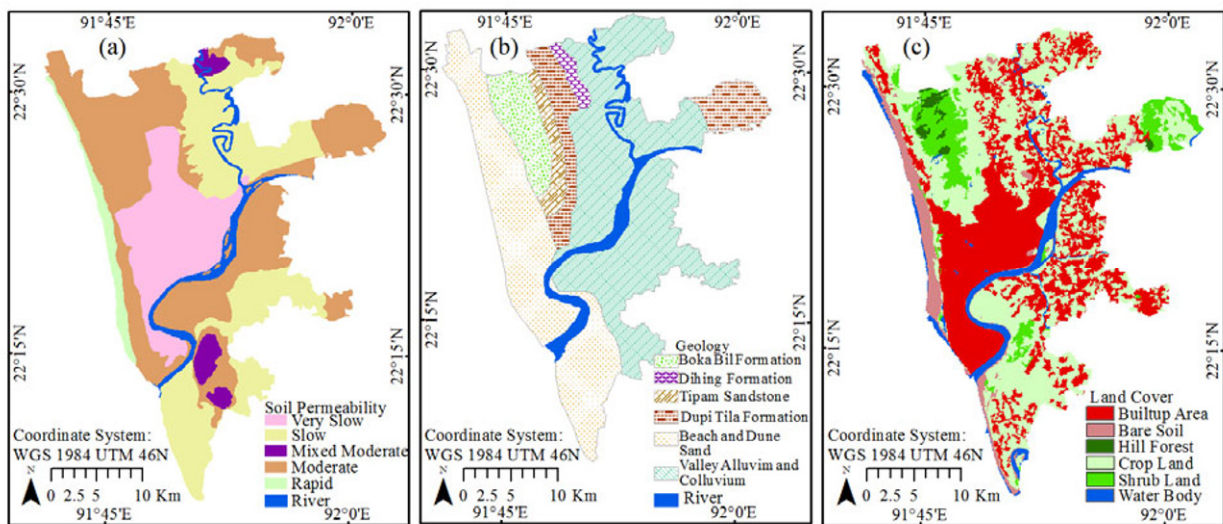 91°45'E
92°0'E
(a)
22°30'N
22°30'N
22°15'N
22°15'N
Soil Permeability
Very Slow
Slow
Mixed Moderate
Moderate
Rapid
River
Coordinate System:
WGS 1984 UTM 46N
N
0 2.5 5 10 Km
91°45'E
92°0'E
91°45'E
92°0'E
(b)
22°30'N
22°30'N
22°15'N
22°15'N
Geology
Boka Bil Formation
Dihing Formation
Tipam Sandstone
Dupi Tila Formation
Beach and Dune
Sand
Valley Alluvim and
Colluvium
River
Coordinate System:
WGS 1984 UTM 46N
N
0 2.5 5 10 Km
91°45'E
92°0'E
91°45'E
92°0'E
(c)
22°30'N
22°30'N
22°15'N
22°15'N
Land Cover
Builtup Area
Bare Soil
Hill Forest
Crop Land
Shrub Land
Water Body
Coordinate System:
WGS 1984 UTM 46N
N
0 2.5 5 10 Km
91°45'E
92°0'E